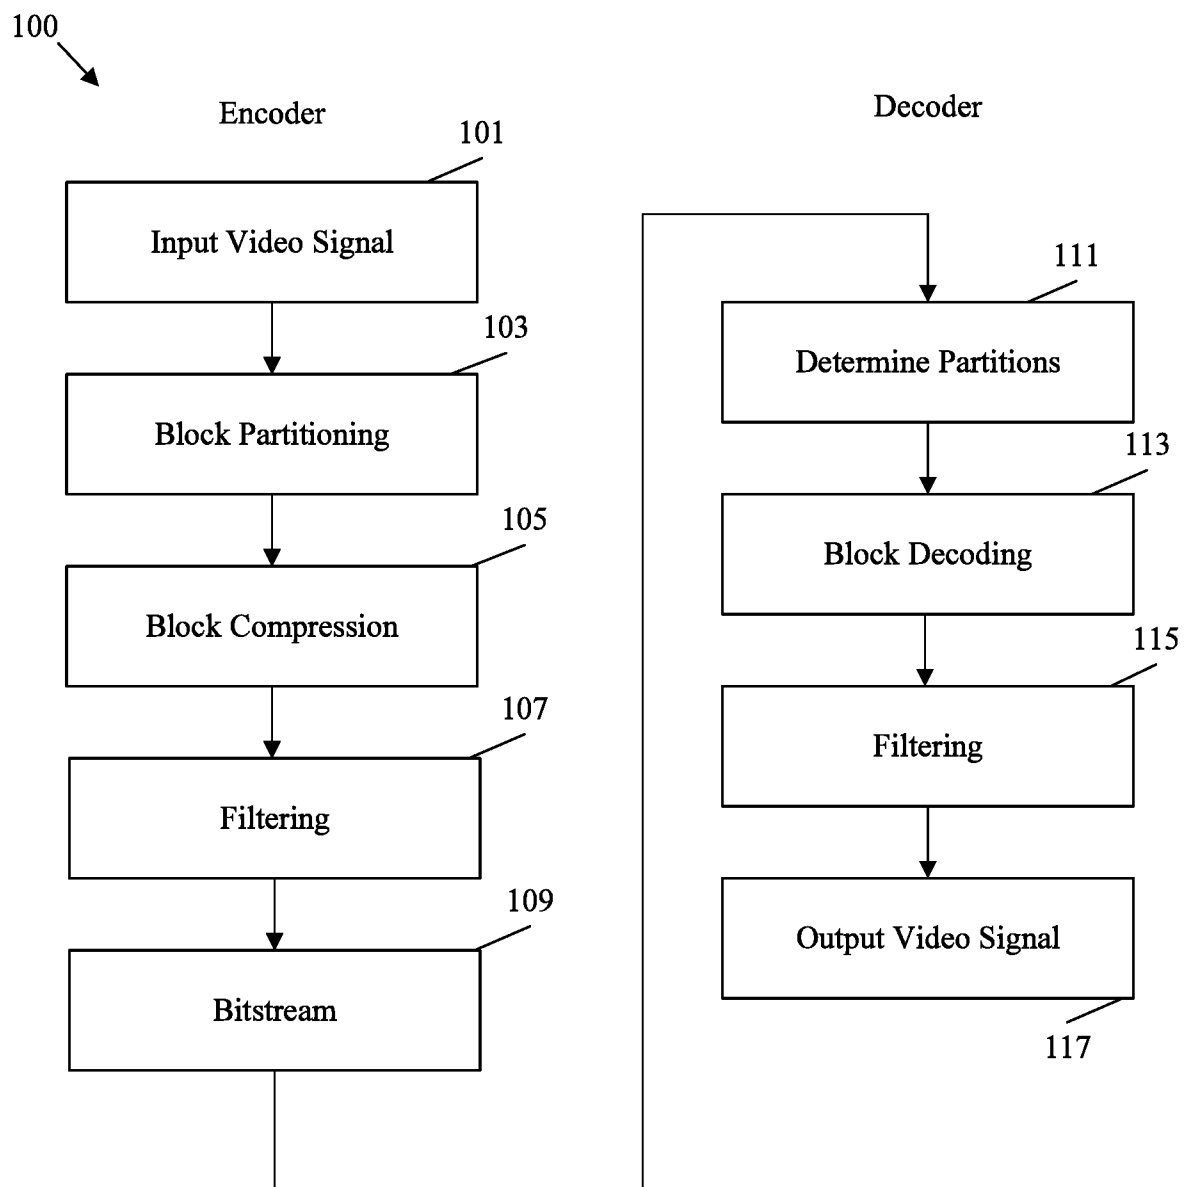 100
Encoder
101
Input Video Signal
103
Block Partitioning
105
Block Compression
107
Filtering
109
Bitstream
Decoder
111
Determine Partitions
113
Block Decoding
115
Filtering
Output Video Signal
117